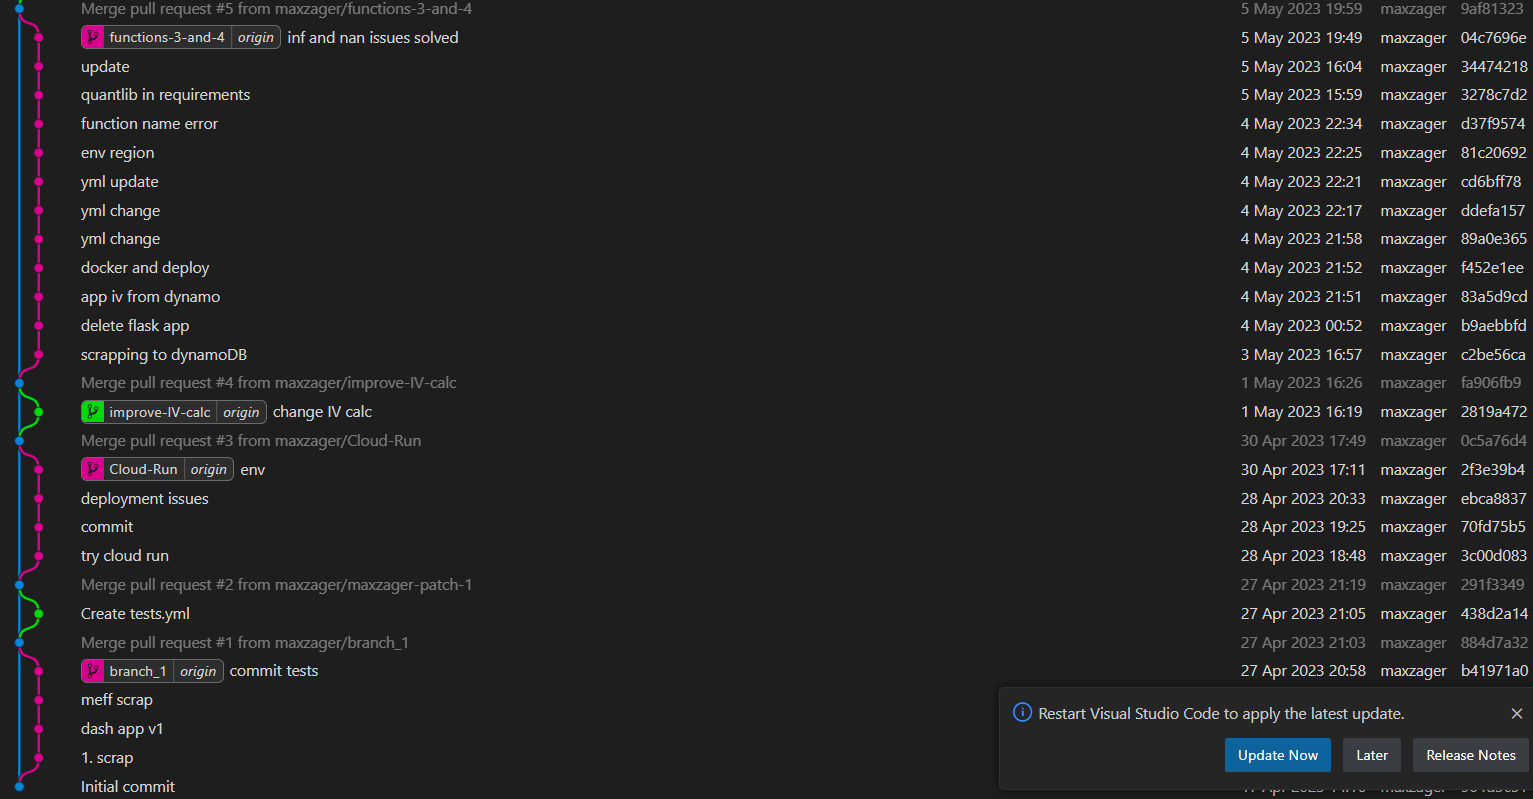 Merge pull request #5 from maxzager/functions-3-and-4 5 May 2023 19:59 maxzager 9af81323
functions-3-and-4 origin inf and nan issues solved 5 May 2023 19:49 maxzager 04c7696e
update 5 May 2023 16:04 maxzager 34474218
quantlib in requirements 5 May 2023 15:59 maxzager 3278c7d2
function name error 4 May 2023 22:34 maxzager d37f9574
env region 4 May 2023 22:25 maxzager 81c20692
yml update 4 May 2023 22:21 maxzager cd6bff78
yml change 4 May 2023 22:17 maxzager ddefa157
yml change 4 May 2023 21:58 maxzager 89a0e365
docker and deploy 4 May 2023 21:52 maxzager f452e1ee
app iv from dynamo 4 May 2023 21:51 maxzager 83a5d9cd
delete flask app 4 May 2023 00:52 maxzager b9aebbfd
scrapping to dynamoDB 3 May 2023 16:57 maxzager c2be56ca
Merge pull request #4 from maxzager/improve-IV-calc 1 May 2023 16:26 maxzager fa906fb9
improve-IV-calc origin change IV calc 1 May 2023 16:19 maxzager 2819a472
Merge pull request #3 from maxzager/Cloud-Run 30 Apr 2023 17:49 maxzager 0c5a76d4
Cloud-Run origin env 30 Apr 2023 17:11 maxzager 2f3e39b4
deployment issues 28 Apr 2023 20:33 maxzager ebca8837
commit 28 Apr 2023 19:25 maxzager 70fd75b5
try cloud run 28 Apr 2023 18:48 maxzager 3c00d083
Merge pull request #2 from maxzager/maxzager-patch-1 27 Apr 2023 21:19 maxzager 291f3349
Create tests.yml 27 Apr 2023 21:05 maxzager 438d2a14
Merge pull request #1 from maxzager/branch_1 27 Apr 2023 21:03 maxzager 884d7a32
branch_1 origin commit tests 27 Apr 2023 20:58 maxzager b41971a0
meff scrap
dash app v1
1. scrap
Initial commit
Restart Visual Studio Code to apply the latest update.
Update Now Later Release Notes